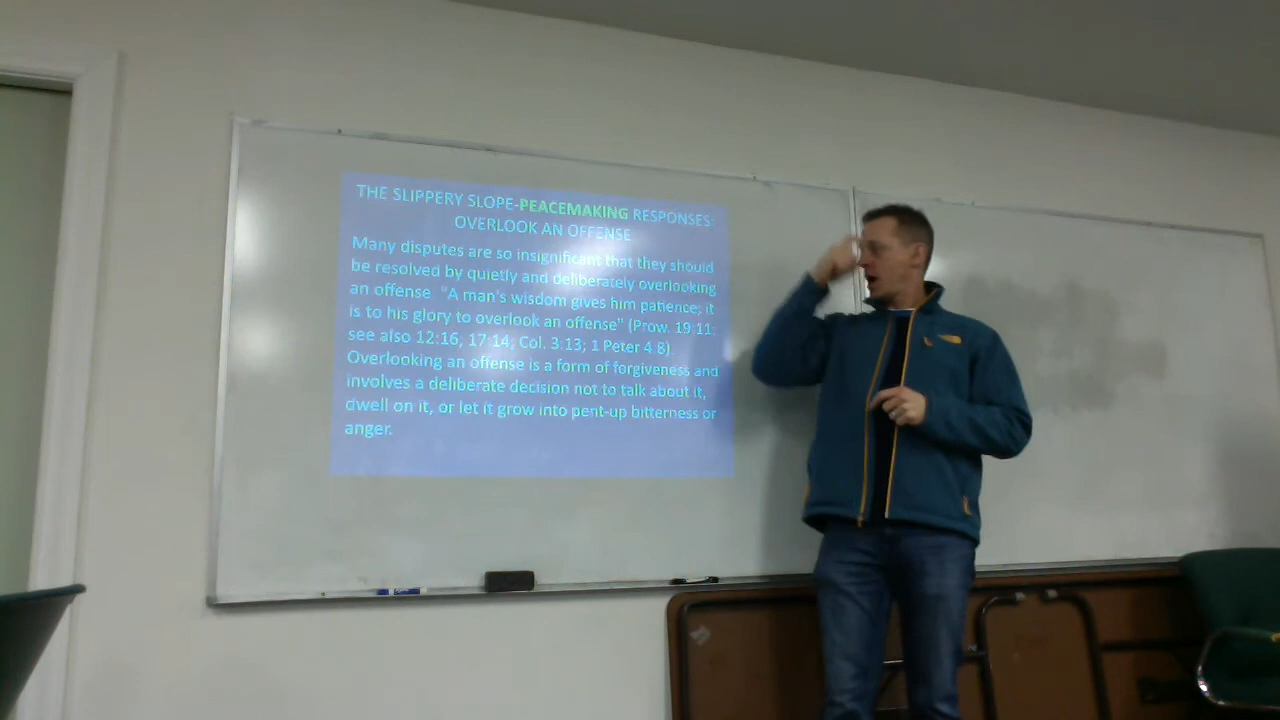 THE SLIPPERY SLOPE-PEACEMAKING RESPONSES:
OVERLOOK AN OFFENSE
Many disputes are so insignificant that they should
be resolved by quietly and deliberately overlooking
an offense "A man's wisdom gives him patience; it
is to his glory to overlook an offense" (Prow. 19:11:
see also 12:16, 17:14; Col. 3:13; 1 Peter 4:8)
Overlooking an offense is a form of forgiveness and
involves a deliberate decision not to talk about it,
dwell on it, or let it grow into pent-up bitterness or
anger.